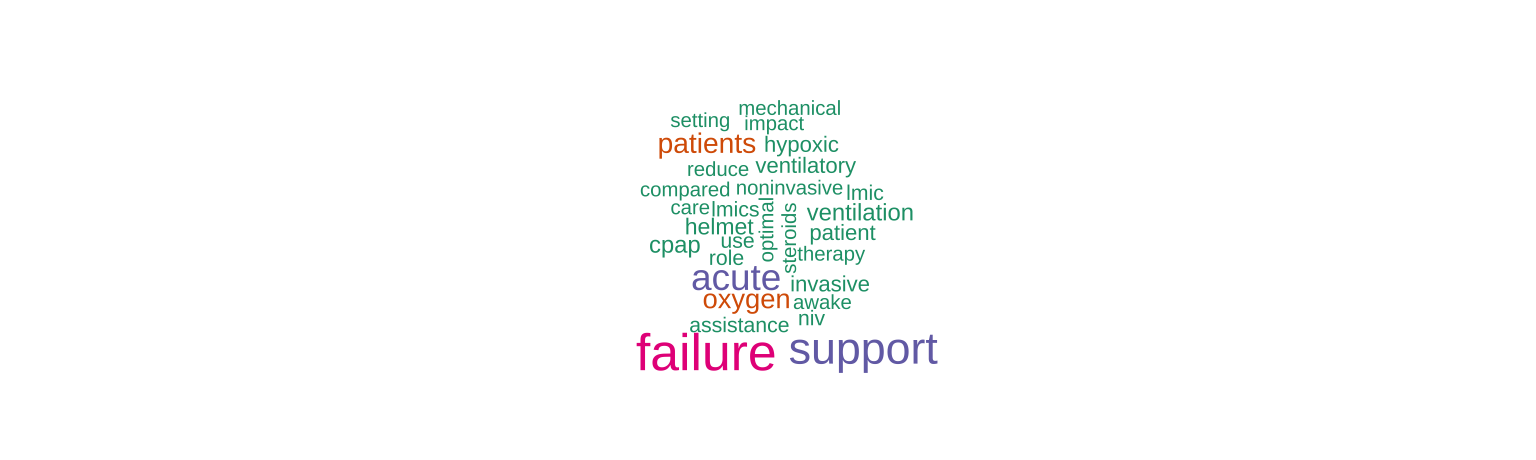 mechanical
setting impact
patients hypoxic
reduce ventilatory
compared noninvasive lmic
care lmics optimal steroids ventilation
helmet patient
cpap use therapy
role
acute invasive
oxygen awake
assistance niv
failure support